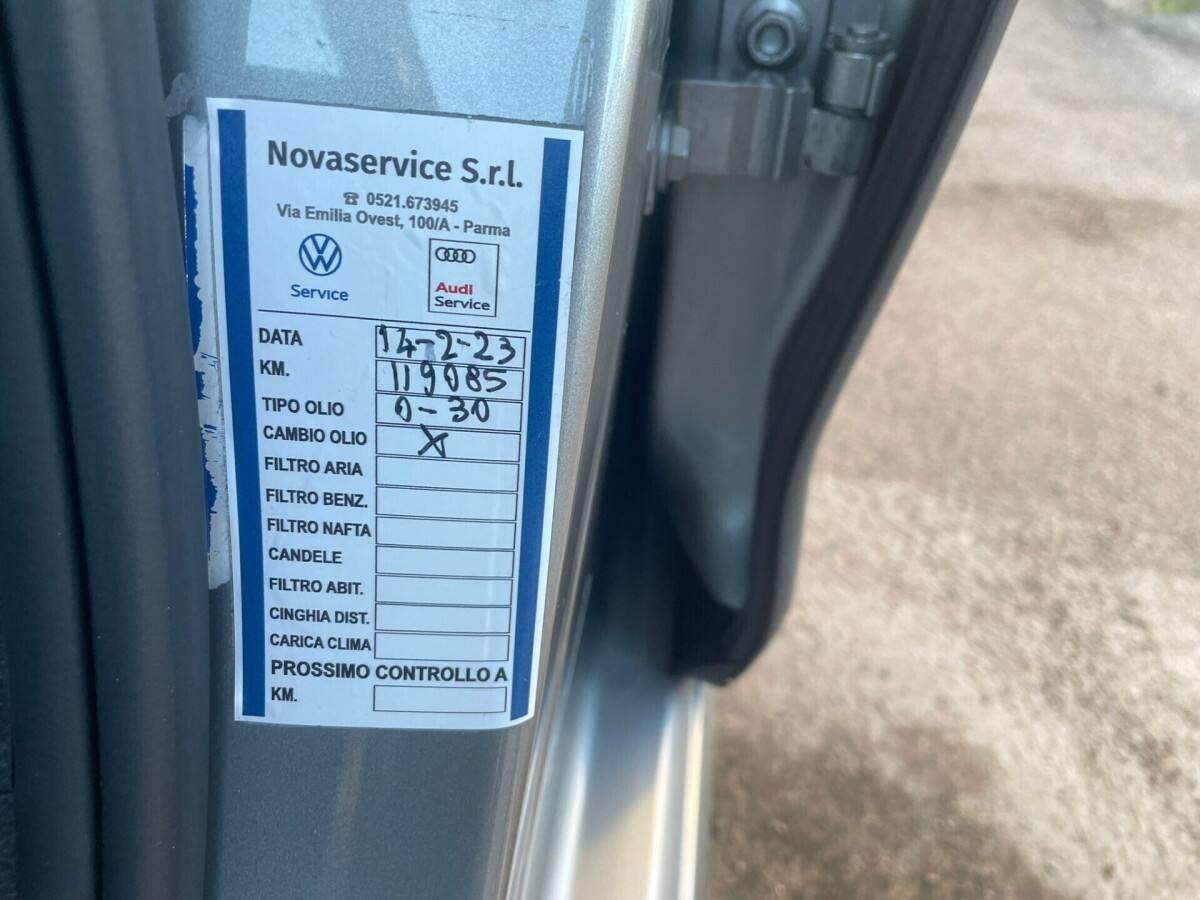 Novaservice S.r.l.
☎ 0521.673945
Via Emilia Ovest, 100/A - Parma
Service
Audi
Service
DATA 14-2-23
KM. 119085
TIPO OLIO 0-30
CAMBIO OLIO X
FILTRO ARIA
FILTRO BENZ.
FILTRO NAFTA
CANDELE
FILTRO ABIT.
CINGHIA DIST.
CARICA CLIMA
PROSSIMO CONTROLLO A
KM.